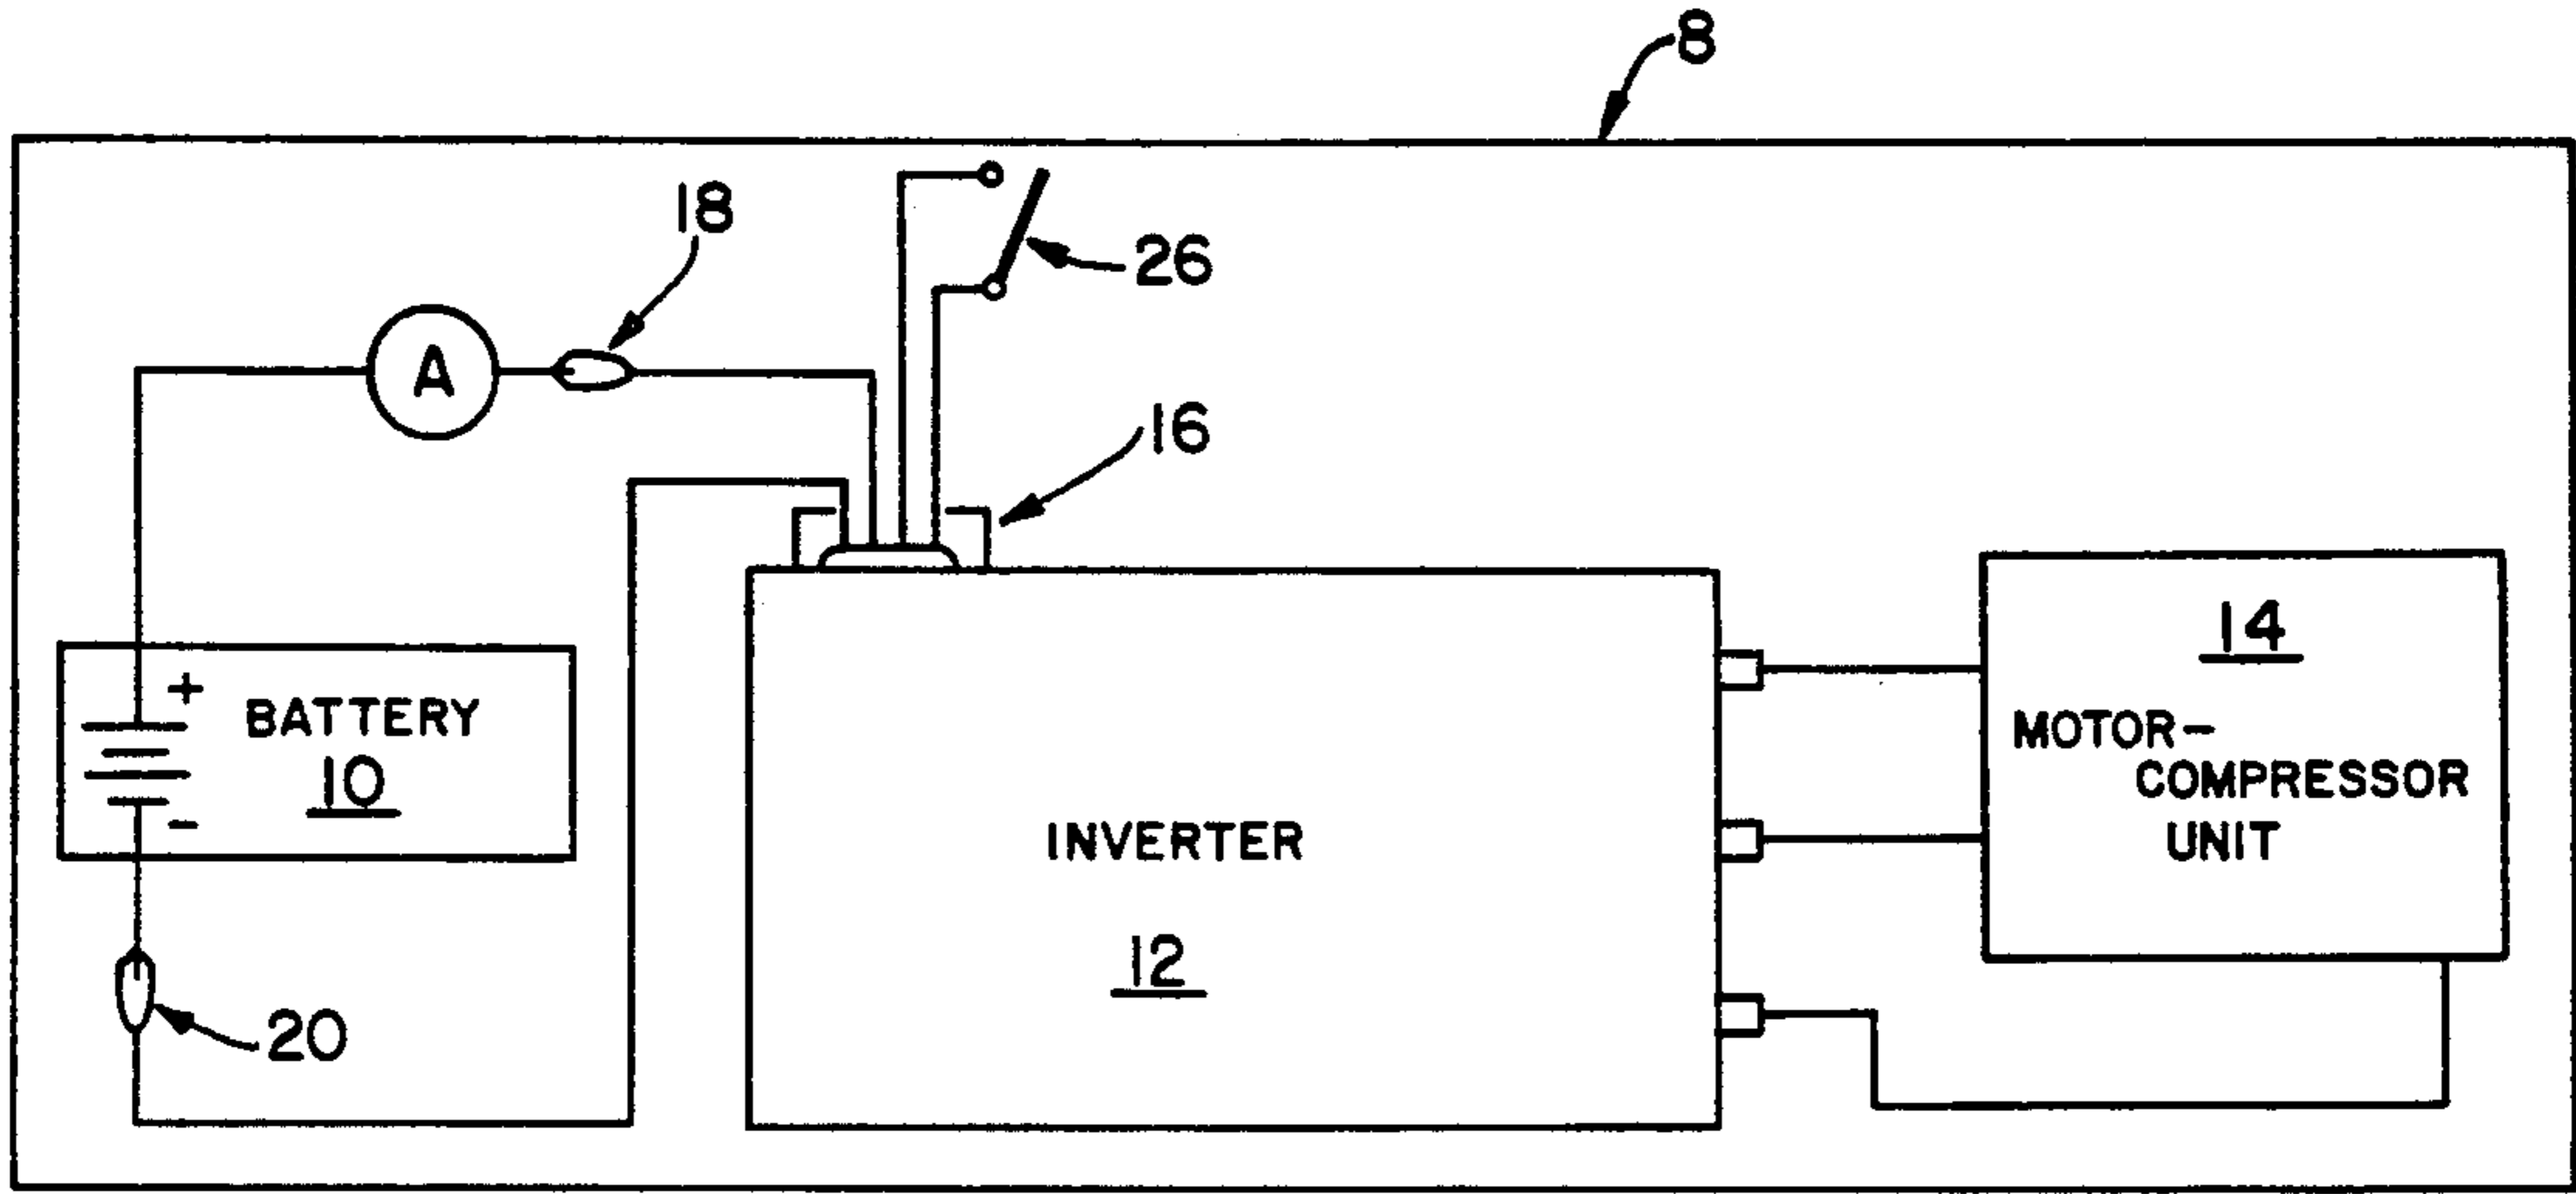 8
18
26
A
16
+
BATTERY
10
-
20
INVERTER
12
14
MOTOR-
COMPRESSOR
UNIT